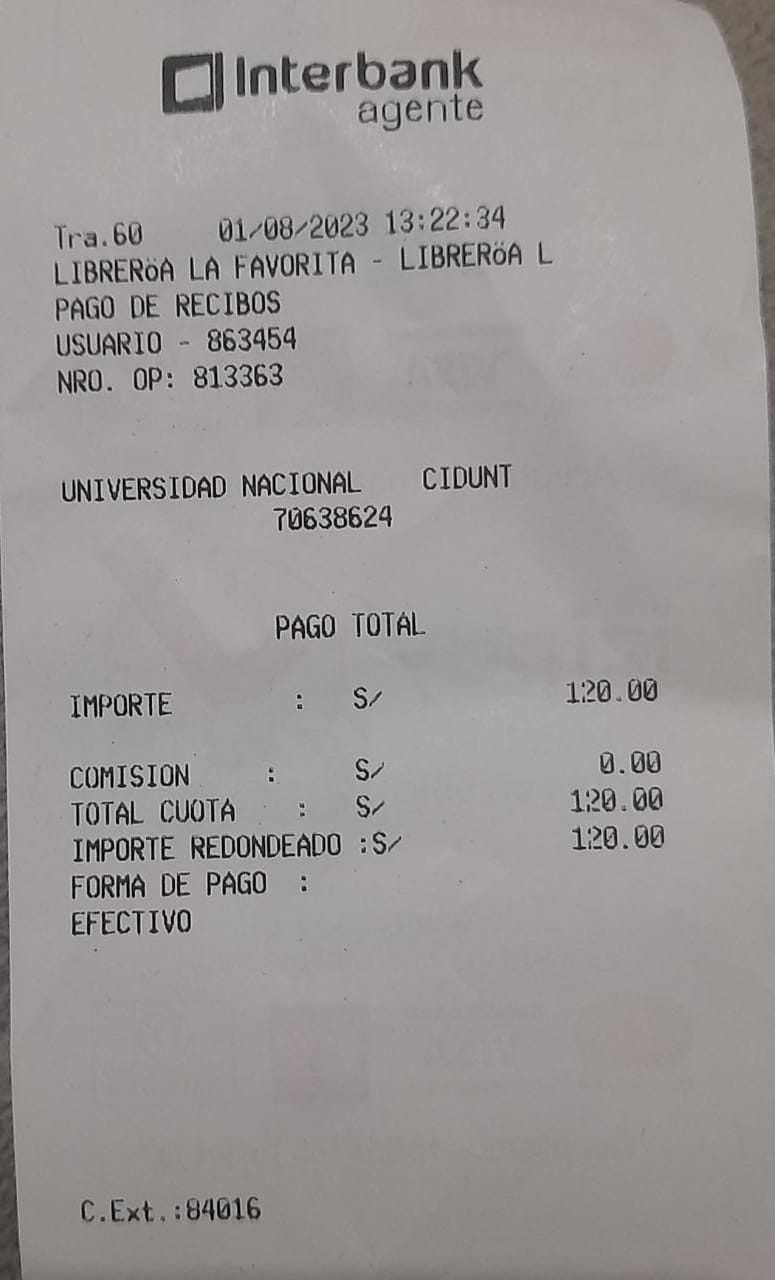 Interbank
agente
Tra.60 01/08/2023 13:22:34
LIBRERöA LA FAVORITA - LIBRERöA L
PAGO DE RECIBOS
USUARIO - 863454
NRO. OP: 813363
UNIVERSIDAD NACIONAL CIDUNT
70638624
PAGO TOTAL
IMPORTE : S/ 120.00
COMISION : S/ 0.00
TOTAL CUOTA : S/ 120.00
IMPORTE REDONDEADO :S/ 120.00
FORMA DE PAGO :
EFECTIVO
C.Ext.:84016